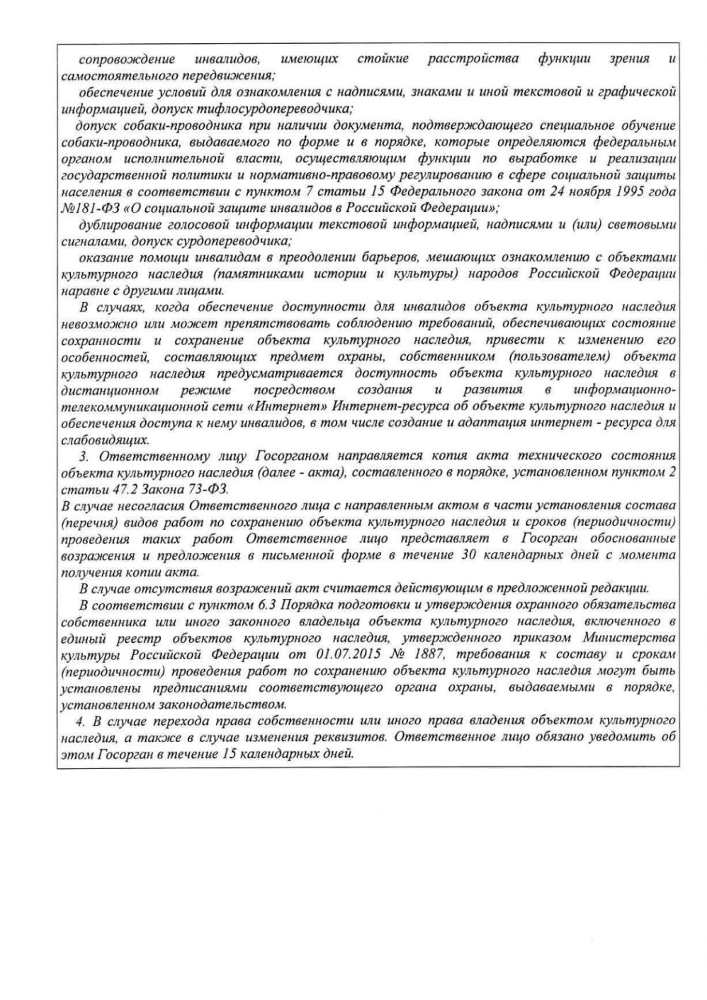 сопровождение инвалидов, имеющих стойкие расстройства функции зрения и
самостоятельного передвижения;
обеспечение условий для ознакомления с надписями, знаками и иной текстовой и графической
информацией, допуск тифлосурдопереводчика;
допуск собаки-проводника при наличии документа, подтверждающего специальное обучение
собаки-проводника, выдаваемого по форме и в порядке, которые определяются федеральным
органом исполнительной власти, осуществляющим функции по выработке и реализации
государственной политики и нормативно-правовому регулированию в сфере социальной защиты
населения в соответствии с пунктом 7 статьи 15 Федерального закона от 24 ноября 1995 года
№181-ФЗ «О социальной защите инвалидов в Российской Федерации»;
дублирование голосовой информации текстовой информацией, надписями и (или) световыми
сигналами, допуск сурдопереводчика;
оказание помощи инвалидам в преодолении барьеров, мешающих ознакомлению с объектами
культурного наследия (памятниками истории и культуры) народов Российской Федерации
наравне с другими лицами.
В случаях, когда обеспечение доступности для инвалидов объекта культурного наследия
невозможно или может препятствовать соблюдению требований, обеспечивающих состояние
сохранности и сохранение объекта культурного наследия, привести к изменению его
особенностей, составляющих предмет охраны, собственником (пользователем) объекта
культурного наследия предусматривается доступность объекта культурного наследия в
дистанционном режиме посредством создания и развития в информационно-
телекоммуникационной сети «Интернет» Интернет-ресурса об объекте культурного наследия и
обеспечения доступа к нему инвалидов, в том числе создание и адаптация интернет - ресурса для
слабовидящих.
3. Ответственному лицу Госорганом направляется копия акта технического состояния
объекта культурного наследия (далее - акта), составленного в порядке, установленном пунктом 2
статьи 47.2 Закона 73-ФЗ.
В случае несогласия Ответственного лица с направленным актом в части установления состава
(перечня) видов работ по сохранению объекта культурного наследия и сроков (периодичности)
проведения таких работ Ответственное лицо представляет в Госорган обоснованные
возражения и предложения в письменной форме в течение 30 календарных дней с момента
получения копии акта.
В случае отсутствия возражений акт считается действующим в предложенной редакции.
В соответствии с пунктом 6.3 Порядка подготовки и утверждения охранного обязательства
собственника или иного законного владельца объекта культурного наследия, включенного в
единый реестр объектов культурного наследия, утвержденного приказом Министерства
культуры Российской Федерации от 01.07.2015 № 1887, требования к составу и срокам
(периодичности) проведения работ по сохранению объекта культурного наследия могут быть
установлены предписаниями соответствующего органа охраны, выдаваемыми в порядке,
установленном законодательством.
4. В случае перехода права собственности или иного права владения объектом культурного
наследия, а также в случае изменения реквизитов. Ответственное лицо обязано уведомить об
этом Госорган в течение 15 календарных дней.